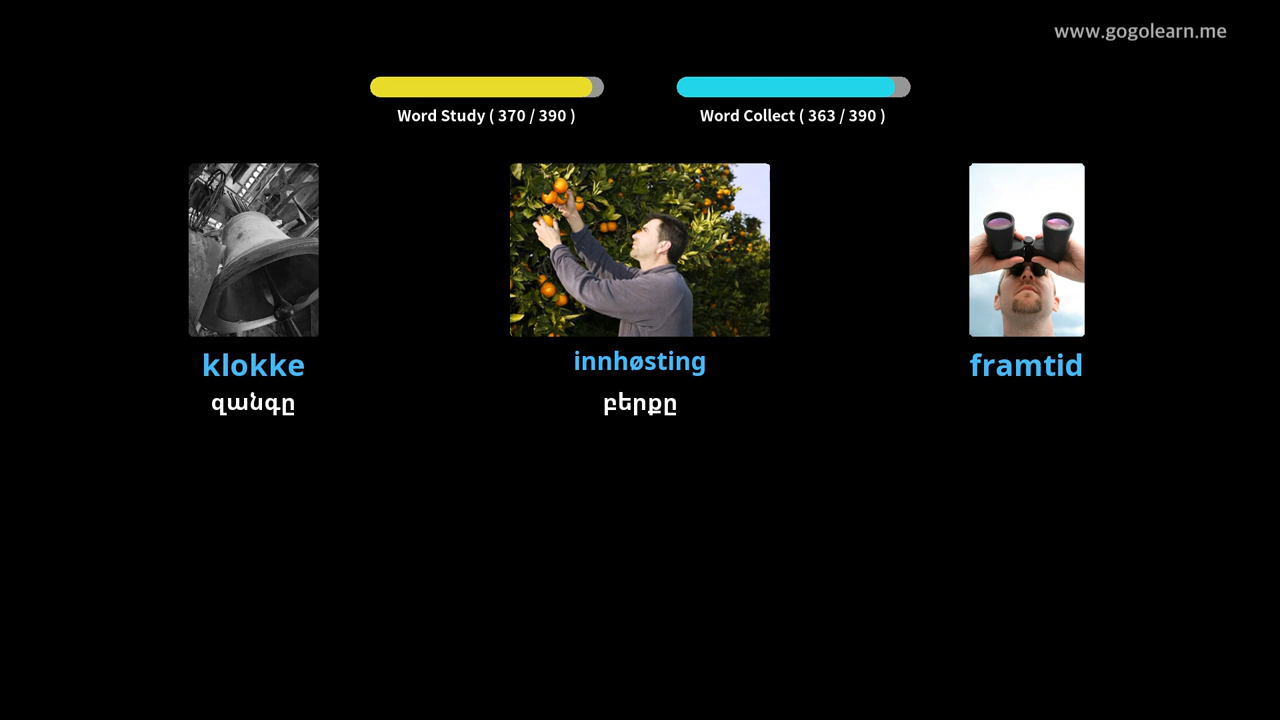 www.gogolearn.me
Word Study ( 370 / 390 )
Word Collect ( 363 / 390 )
klokke
innhøsting
framtid
զանգը
բերքը